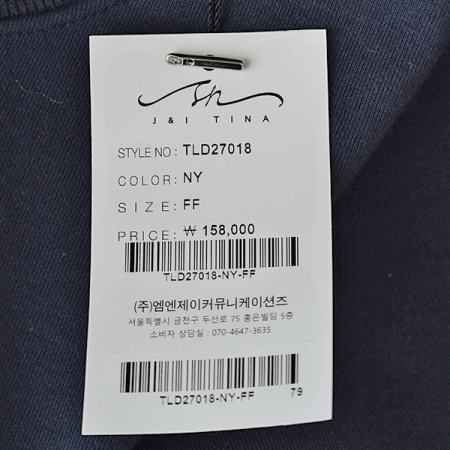 J & I TINA
STYLE NO : TLD27018
COLOR: NY
SIZE: FF
PRICE: ₩ 158,000
TLD27018-NY-FF
(주)엠엔제이커뮤니케이션즈
서울특별시 금천구 두산로 75 홍은빌딩 5층
소비자 상담실 : 070-4647-3635
TLD27018-NY-FF 79